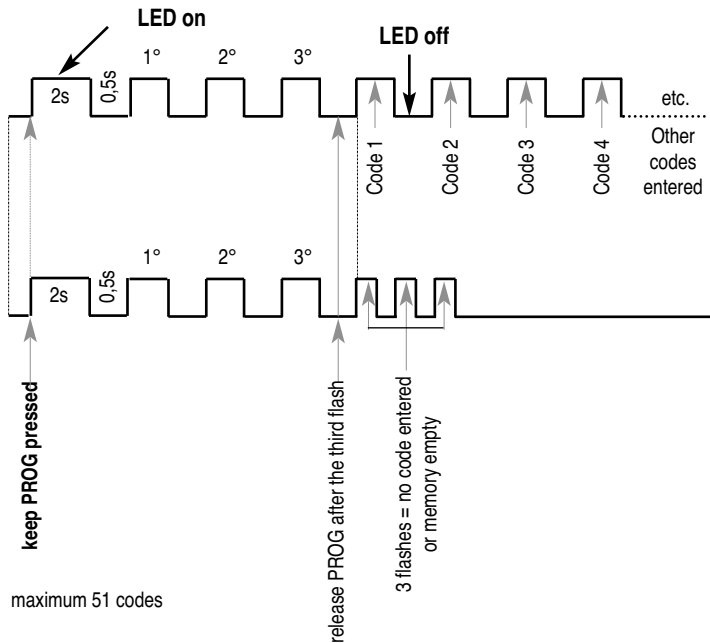 LED on
LED off
1°
2°
3°
2s
0,5s
etc.
Code 1
Code 2
Code 3
Code 4
Other
codes
entered
1°
2°
3°
2s
0,5s
keep PROG pressed
release PROG after the third flash
3 flashes = no code entered
or memory empty
maximum 51 codes